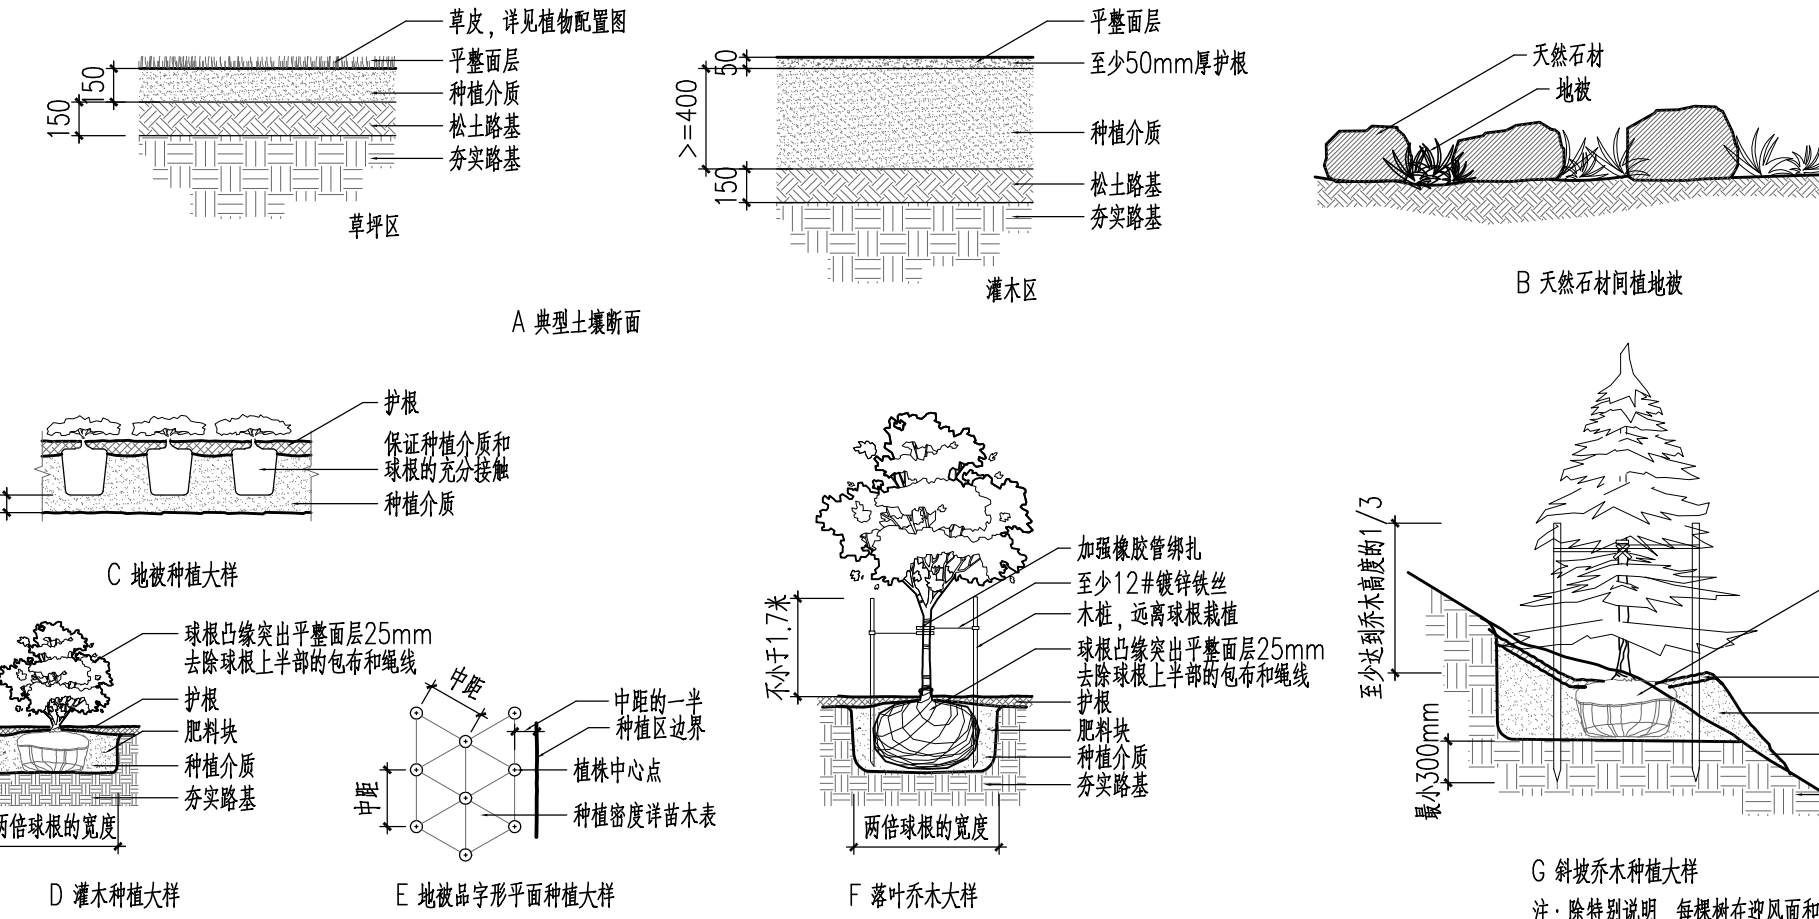 草皮，详见植物配置图
平整面层
种植介质
松土路基
夯实路基
150
150
草坪区
平整面层
至少50mm厚护根
种植介质
松土路基
夯实路基
50
>=400
150
灌木区
A 典型土壤断面
天然石材
地被
B 天然石材间植地被
护根
保证种植介质和
球根的充分接触
种植介质
C 地被种植大样
球根凸缘突出平整面层25mm
去除球根上半部的包布和绳线
护根
肥料块
种植介质
夯实路基
两倍球根的宽度
D 灌木种植大样
中距
中距
中距的一半
种植区边界
植株中心点
种植密度详苗木表
E 地被品字形平面种植大样
加强橡胶管绑扎
至少12#镀锌铁丝
木桩，远离球根栽植
球根凸缘突出平整面层25mm
去除球根上半部的包布和绳线
护根
肥料块
种植介质
夯实路基
不小于1.7米
两倍球根的宽度
F 落叶乔木大样
至少达到乔木高度的1/3
最小300mm
G 斜坡乔木种植大样
注：除特别说明，每棵树在迎风面和